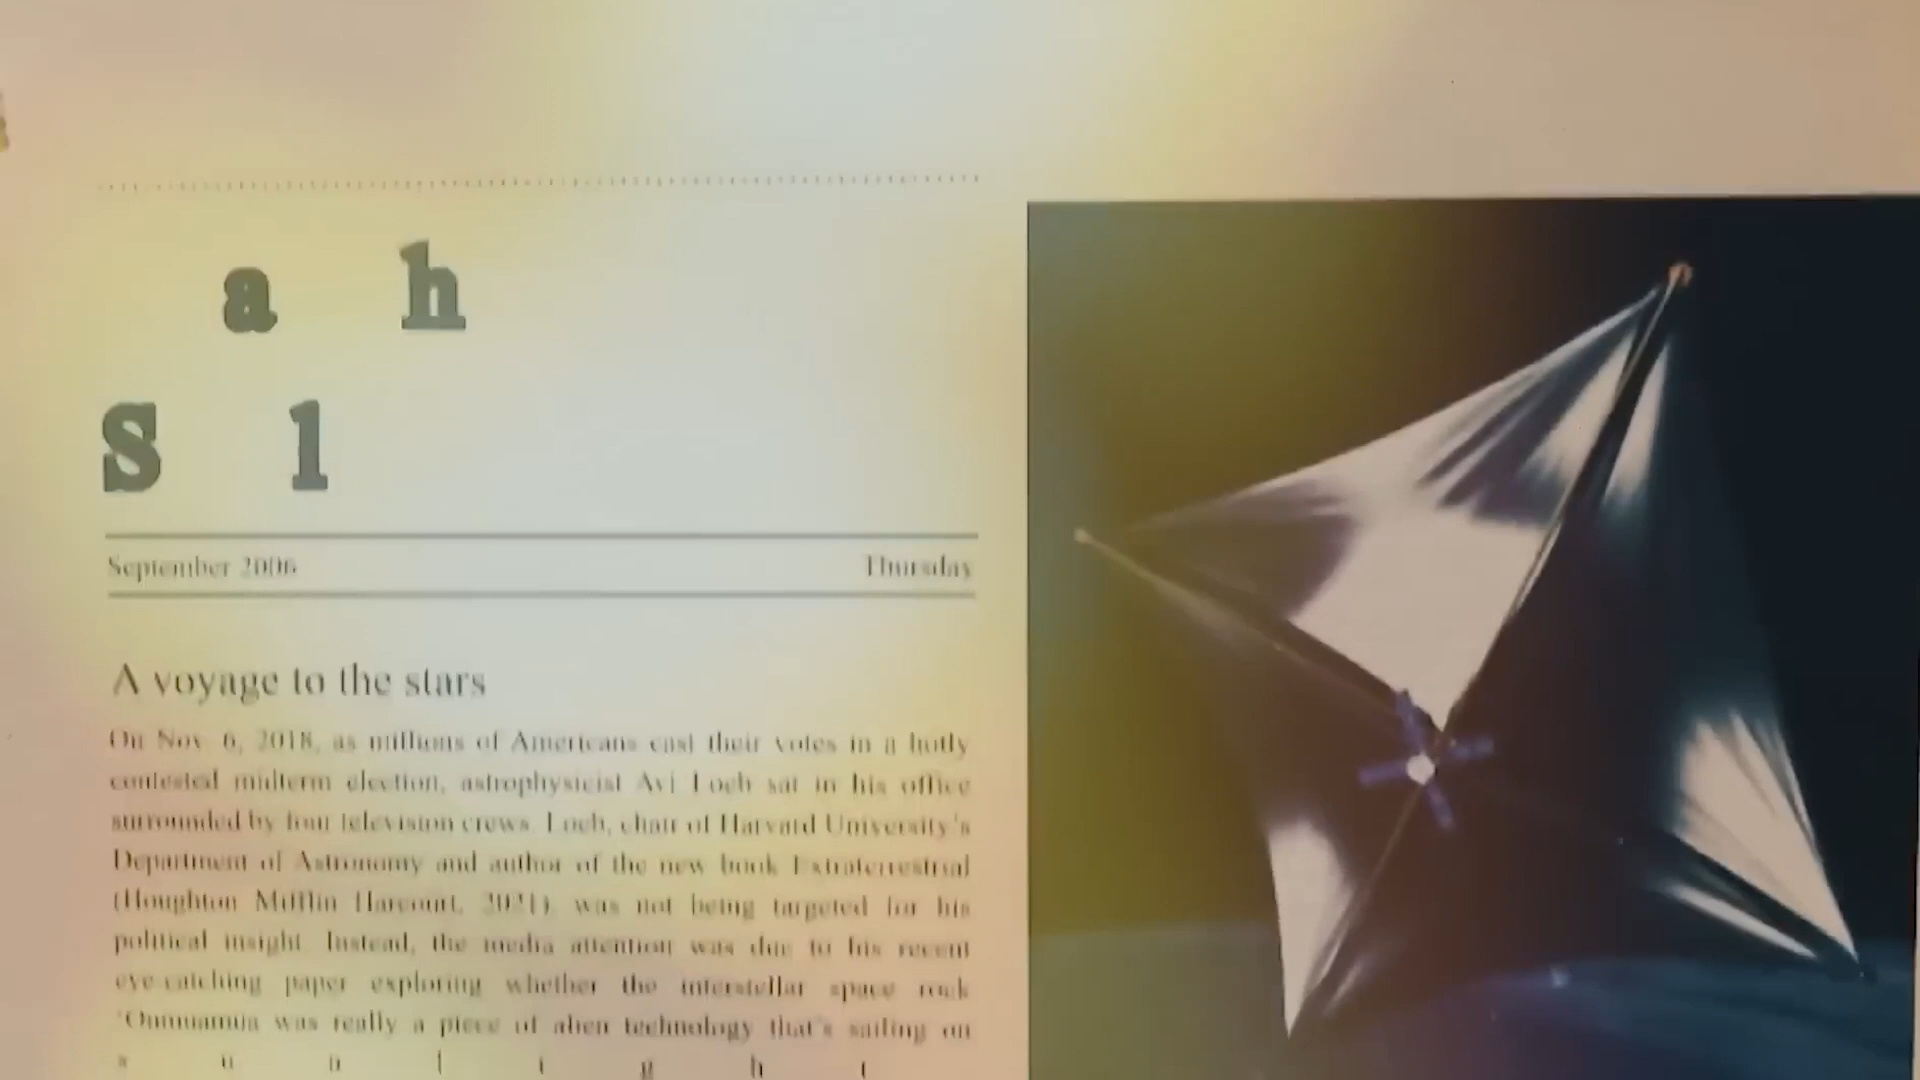 a h
S l
September 2006 Thursday
A voyage to the stars
On Nov. 6, 2018, as millions of Americans cast their votes in a hotly
contested midterm election, astrophysicist Avi Loeb sat in his office
surrounded by four television crews. Loeb, chair of Harvard University's
Department of Astronomy and author of the new book Extraterrestrial
(Houghton Mifflin Harcourt, 2021), was not being targeted for his
political insight. Instead, the media attention was due to his recent
eye-catching paper exploring whether the interstellar space rock
'Oumuamua was really a piece of alien technology that's sailing on
s u n l i g h t